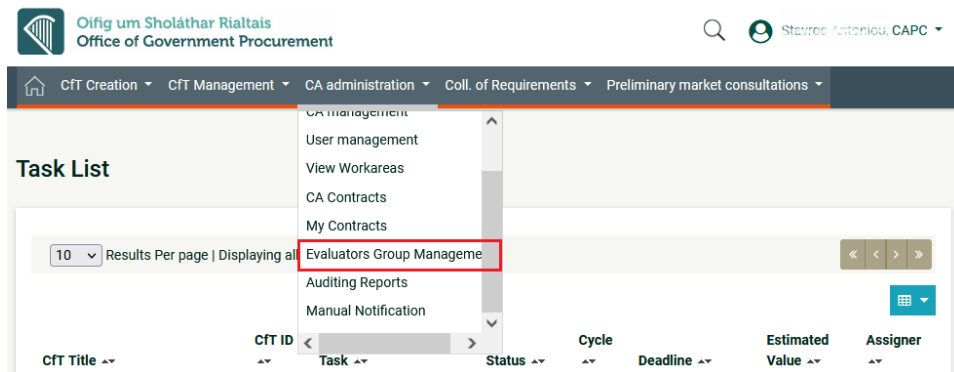 Oifig um Sholáthar Rialtais
Office of Government Procurement
CAPC
CfT Creation CfT Management CA administration Coll. of Requirements Preliminary market consultations
CA management
User management
Task List
View Workareas
CA Contracts
My Contracts
10 Results Per page | Displaying all
Evaluators Group Manageme
Auditing Reports
Manual Notification
CfT Title
CfT ID
Task
Status
Cycle
Deadline
Estimated Value
Assigner